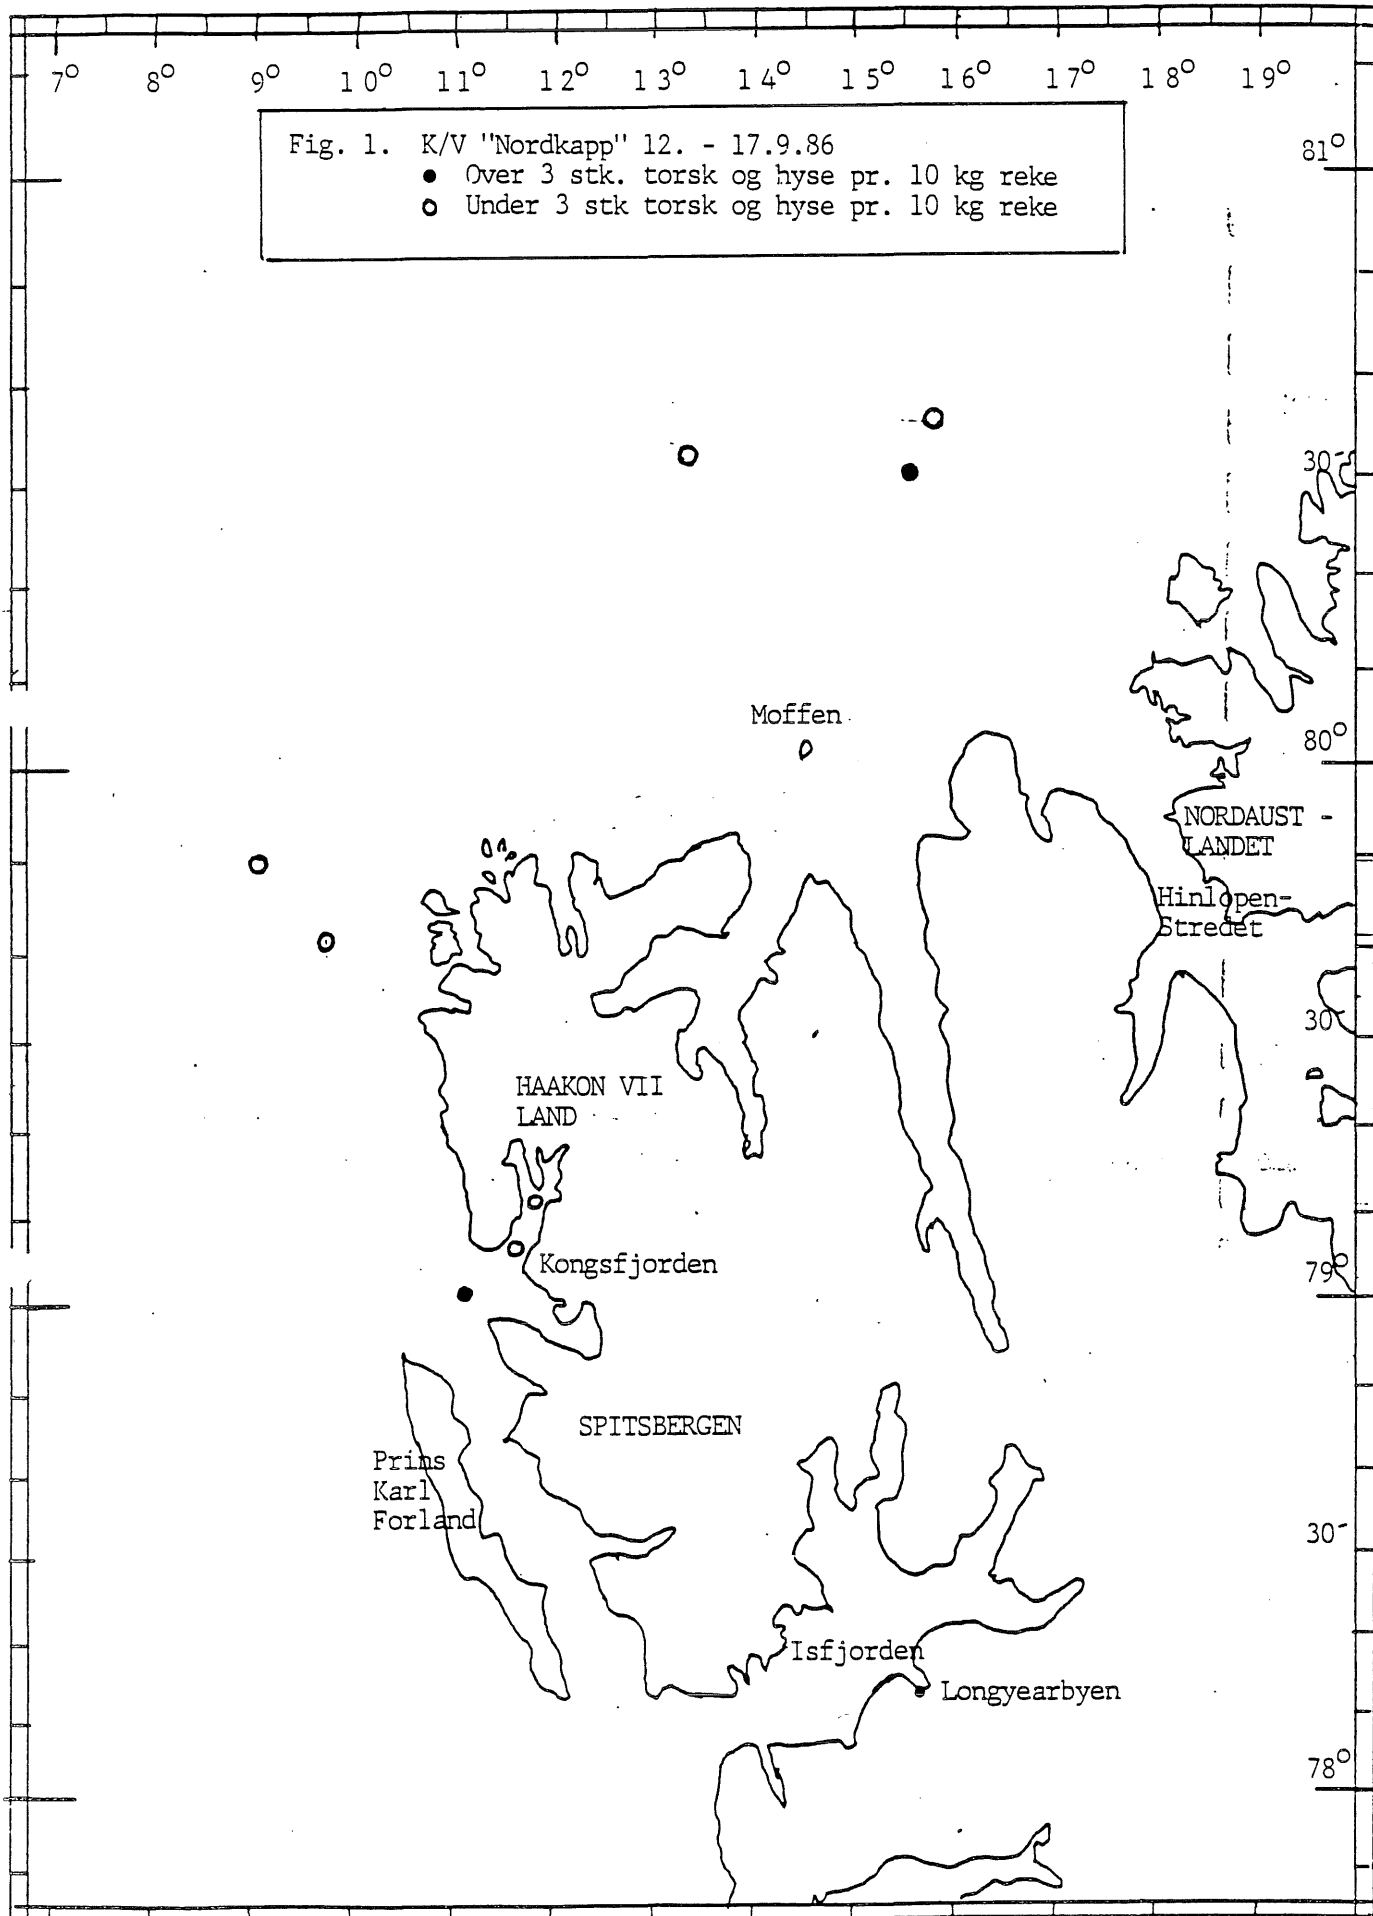 7° 8° 9° 10° 11° 12° 13° 14° 15° 16° 17° 18° 19°
Fig. 1. K/V "Nordkapp" 12. - 17.9.86
● Over 3 stk. torsk og hyse pr. 10 kg reke
o Under 3 stk torsk og hyse pr. 10 kg reke
81°
30-
Moffen
80°
NORDAUST -
LANDET
Hinlopen-
Stredet
30-
HAAKON VII
LAND
Kongsfjorden
79°
SPITSBERGEN
Prins
Karl
Forland
30-
Isfjorden
Longyearbyen
78°